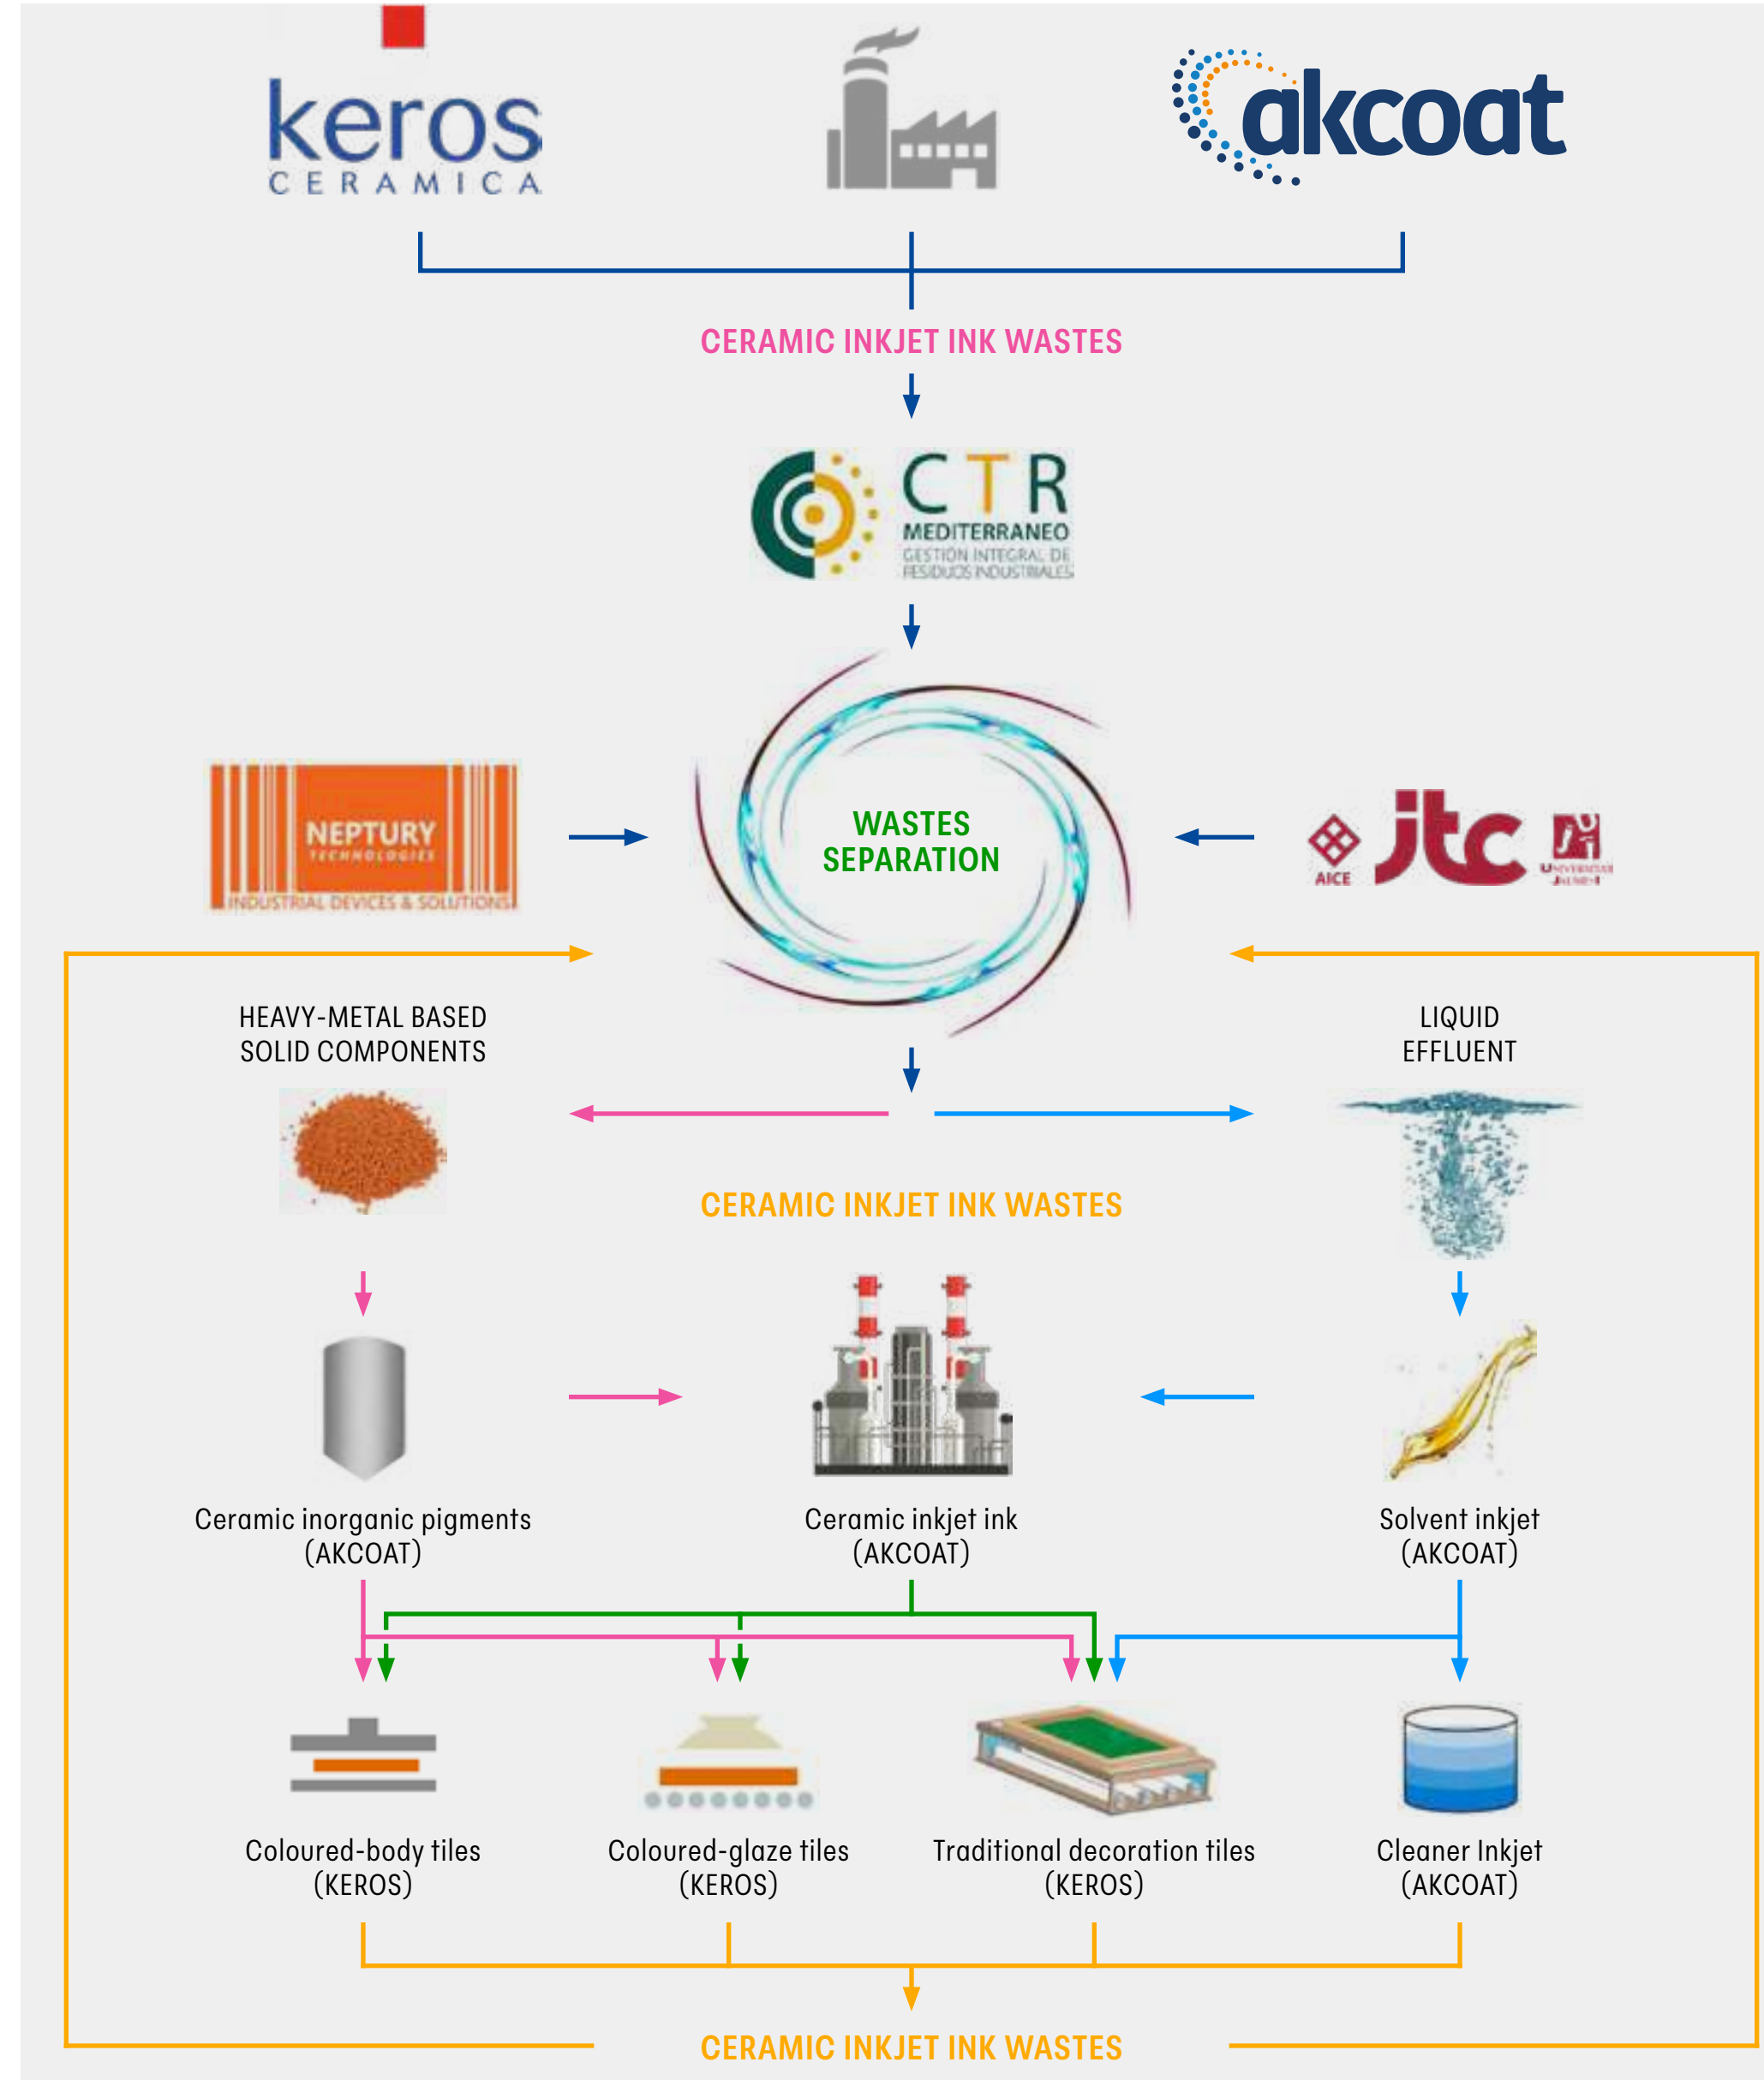 keros
CERAMICA
akcoat
CERAMIC INKJET INK WASTES
CTR
MEDITERRANEO
GESTIÓN INTEGRAL DE
RESIDUOS INDUSTRIALES
NEPTURY
TECHNOLOGIES
INDUSTRIAL DEVICES & SOLUTIONS
WASTES
SEPARATION
AICE
jtc
UNIVERSITAT
JAUME·I
HEAVY-METAL BASED
SOLID COMPONENTS
LIQUID
EFFLUENT
CERAMIC INKJET INK WASTES
Ceramic inorganic pigments
(AKCOAT)
Ceramic inkjet ink
(AKCOAT)
Solvent inkjet
(AKCOAT)
Coloured-body tiles
(KEROS)
Coloured-glaze tiles
(KEROS)
Traditional decoration tiles
(KEROS)
Cleaner Inkjet
(AKCOAT)
CERAMIC INKJET INK WASTES